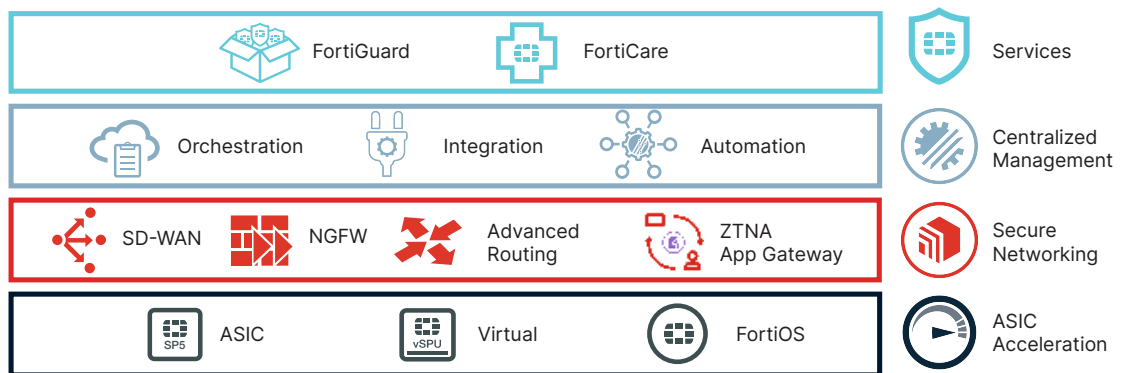 FortiGuard
FortiCare
Services
Orchestration
Integration
Automation
Centralized
Management
SD-WAN
NGFW
Advanced
Routing
ZTNA
App Gateway
Secure
Networking
SP5
ASIC
vSPU
Virtual
FortiOS
ASIC
Acceleration